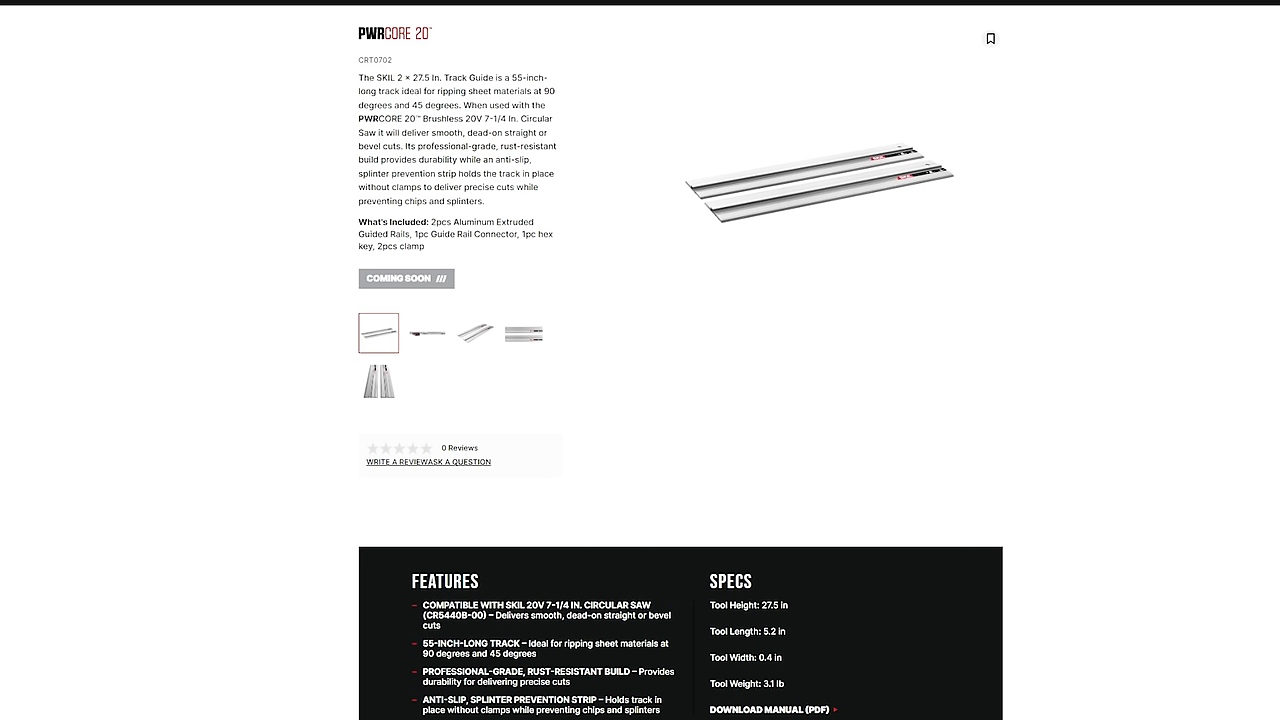 PWRCORE 20™
CRT0702
The SKIL 2 x 27.5 In. Track Guide is a 55-inch-
long track ideal for ripping sheet materials at 90
degrees and 45 degrees. When used with the
PWRCORE 20™ Brushless 20V 7-1/4 In. Circular
Saw it will deliver smooth, dead-on straight or
bevel cuts. Its professional-grade, rust-resistant
build provides durability while an anti-slip,
splinter prevention strip holds the track in place
without clamps to deliver precise cuts while
preventing chips and splinters.
What's Included: 2pcs Aluminum Extruded
Guided Rails, 1pc Guide Rail Connector, 1pc hex
key, 2pcs clamp
COMING SOON
0 Reviews
WRITE A REVIEWASK A QUESTION
FEATURES
– COMPATIBLE WITH SKIL 20V 7-1/4 IN. CIRCULAR SAW
(CR5440B-00) – Delivers smooth, dead-on straight or bevel
cuts
– 55-INCH-LONG TRACK – Ideal for ripping sheet materials at
90 degrees and 45 degrees
– PROFESSIONAL-GRADE, RUST-RESISTANT BUILD – Provides
durability for delivering precise cuts
– ANTI-SLIP, SPLINTER PREVENTION STRIP – Holds track in
place without clamps while preventing chips and splinters
SPECS
Tool Height: 27.5 in
Tool Length: 5.2 in
Tool Width: 0.4 in
Tool Weight: 3.1 lb
DOWNLOAD MANUAL (PDF)